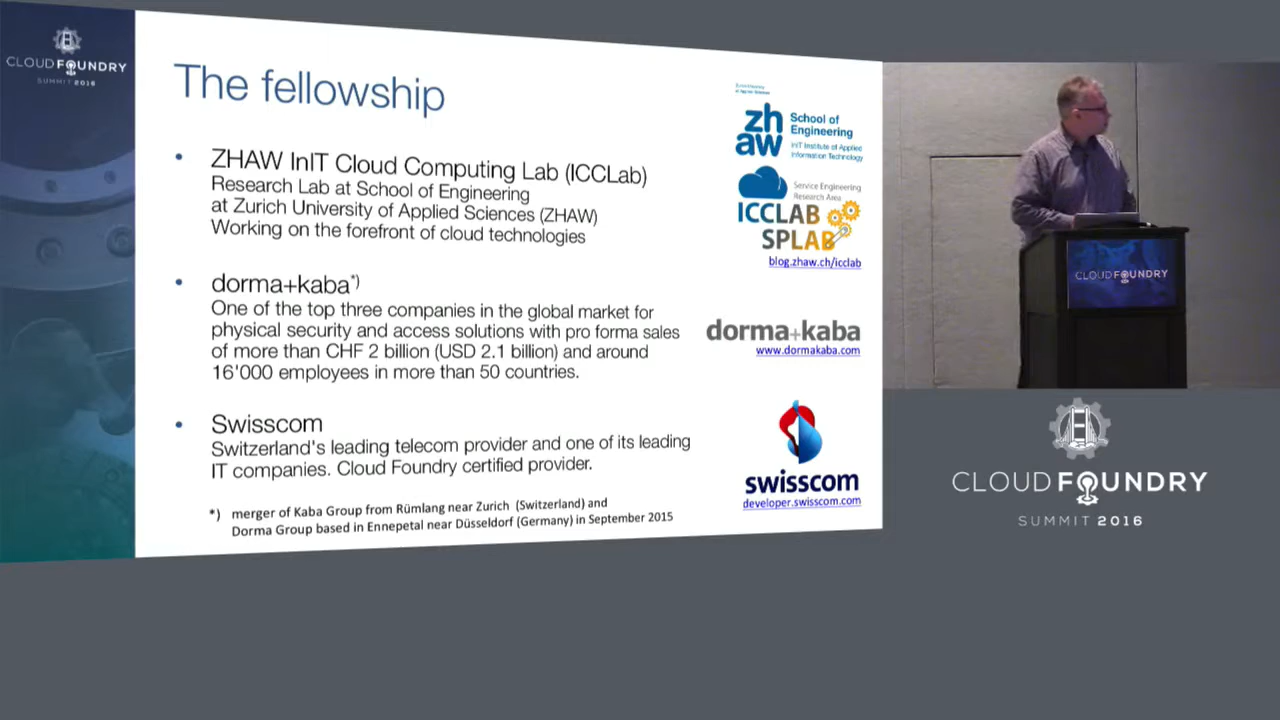 CLOUDFOUNDRY
SUMMIT 2016
The fellowship
• ZHAW InIT Cloud Computing Lab (ICCLab)
Research Lab at School of Engineering
at Zurich University of Applied Sciences (ZHAW)
Working on the forefront of cloud technologies
• dorma+kaba*)
One of the top three companies in the global market for
physical security and access solutions with pro forma sales
of more than CHF 2 billion (USD 2.1 billion) and around
16'000 employees in more than 50 countries.
• Swisscom
Switzerland's leading telecom provider and one of its leading
IT companies. Cloud Foundry certified provider.
*) merger of Kaba Group from Rümlang near Zurich (Switzerland) and
Dorma Group based in Ennepetal near Düsseldorf (Germany) in September 2015
zh
aw
School of
Engineering
InIT Institute of Applied
Information Technology
Service Engineering
Research Area
ICCLAB
SPLAB
blog.zhaw.ch/icclab
dorma+kaba
www.dormakaba.com
swisscom
developer.swisscom.com
CLOUDFOUNDRY
CLOUDFOUNDRY
SUMMIT 2016